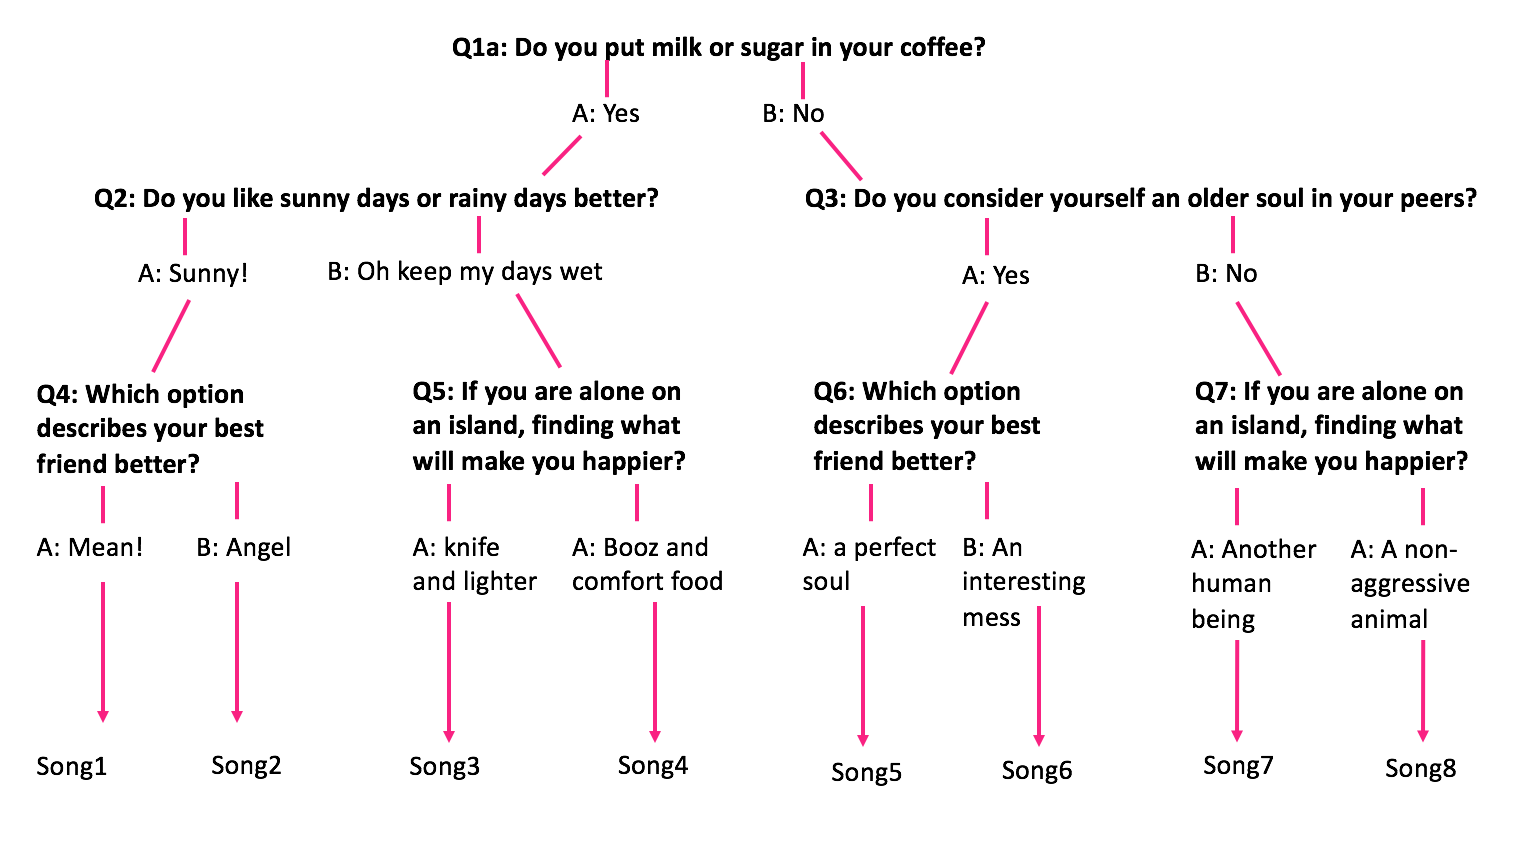 Q1a: Do you put milk or sugar in your coffee?
A: Yes
B: No
Q2: Do you like sunny days or rainy days better?
Q3: Do you consider yourself an older soul in your peers?
A: Sunny!
B: Oh keep my days wet
A: Yes
B: No
Q4: Which option
describes your best
friend better?
Q5: If you are alone on
an island, finding what
will make you happier?
Q6: Which option
describes your best
friend better?
Q7: If you are alone on
an island, finding what
will make you happier?
A: Mean!
B: Angel
A: knife
and lighter
A: Booz and
comfort food
A: a perfect
soul
B: An
interesting
mess
A: Another
human
being
A: A non-
aggressive
animal
Song1
Song2
Song3
Song4
Song5
Song6
Song7
Song8